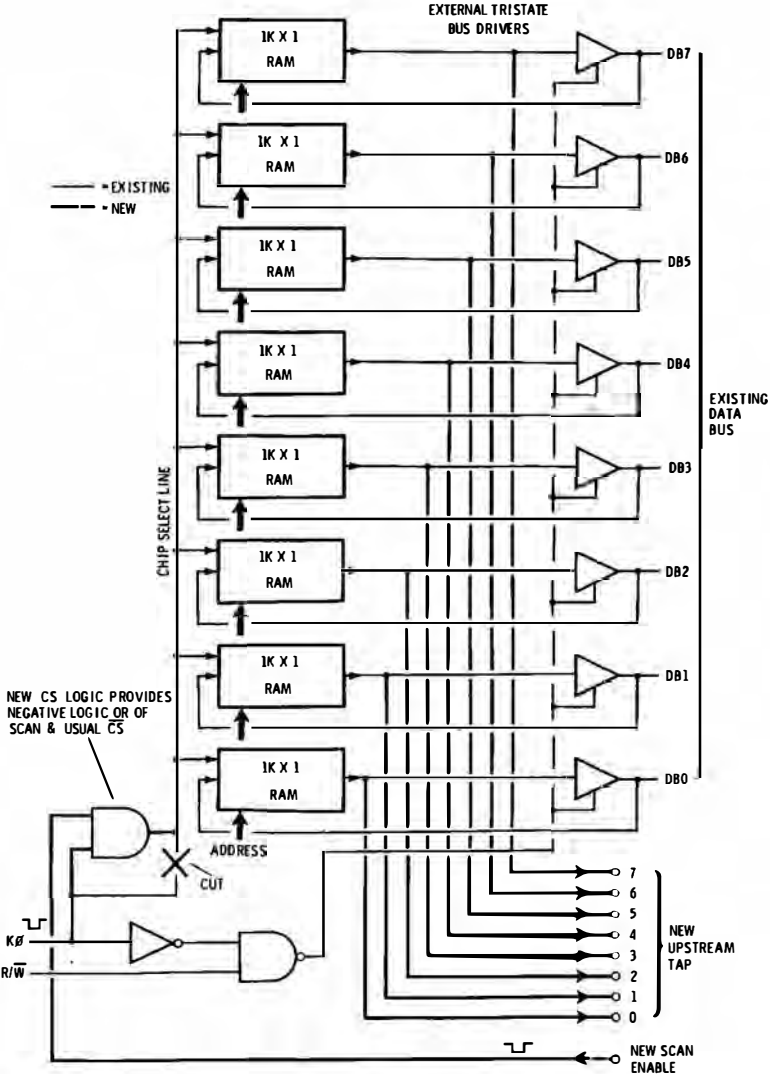 EXTERNAL TRISTATE
BUS DRIVERS
1K X 1
RAM
DB7
1K X 1
RAM
DB6
= EXISTING
= NEW
1K X 1
RAM
DB5
1K X 1
RAM
DB4
EXISTING
DATA
BUS
1K X 1
RAM
DB3
CHIP SELECT LINE
1K X 1
RAM
DB2
1K X 1
RAM
DB1
NEW CS LOGIC PROVIDES
NEGATIVE LOGIC OR OF
SCAN & USUAL C̅S̅
1K X 1
RAM
DB0
ADDRESS
CUT
7
6
5
4
3
2
1
0
NEW
UPSTREAM
TAP
KØ
R/W̅
NEW SCAN
ENABLE